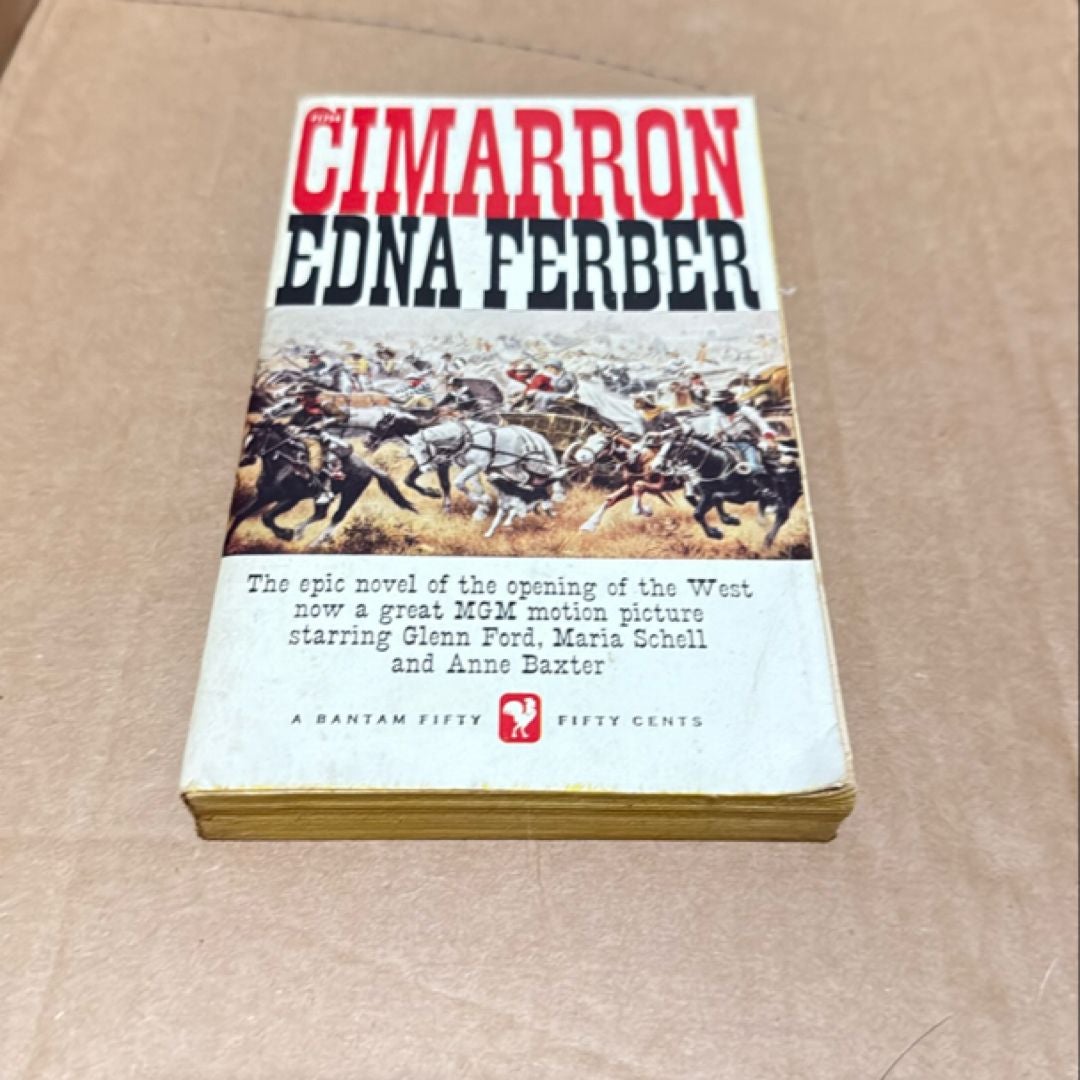 CIMARRON
EDNA FERBER
The epic novel of the opening of the West
now a great MGM motion picture
starring Glenn Ford, Maria Schell
and Anne Baxter
A BANTAM FIFTY FIFTY CENTS